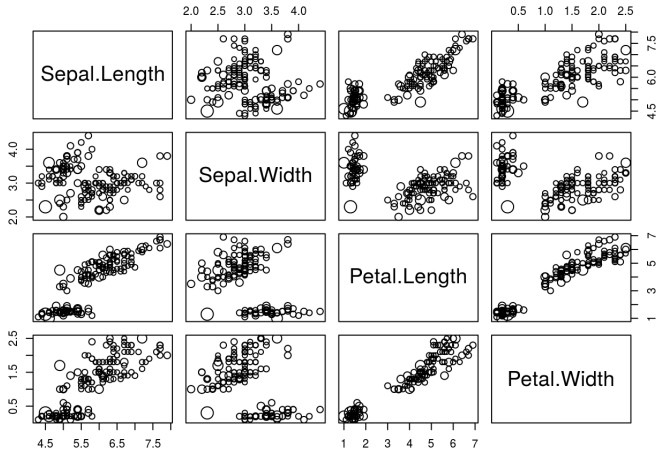 2.0 2.5 3.0 3.5 4.0
0.5 1.0 1.5 2.0 2.5
Sepal.Length
4.5 6.0 7.5
2.0 3.0 4.0
Sepal.Width
Petal.Length
1 3 5 7
0.5 1.5 2.5
Petal.Width
4.5 5.5 6.5 7.5
1 2 3 4 5 6 7